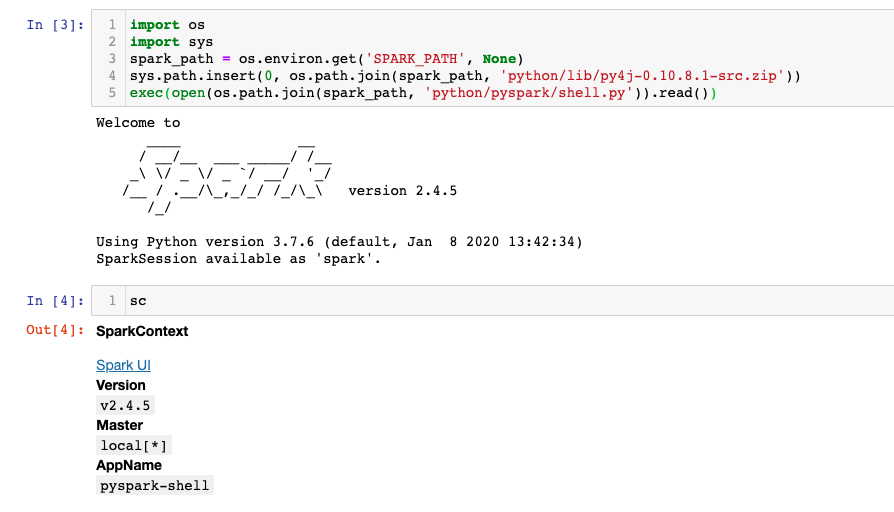 In [3]:
1 import os
2 import sys
3 spark_path = os.environ.get('SPARK_PATH', None)
4 sys.path.insert(0, os.path.join(spark_path, 'python/lib/py4j-0.10.8.1-src.zip'))
5 exec(open(os.path.join(spark_path, 'python/pyspark/shell.py')).read())
Welcome to
      ____              __
     / __/__  ___ _____/ /__
    _\ \/ _ \/ _ `/ __/  '_/
   /__ / .__/\_,_/_/ /_/\_\   version 2.4.5
      /_/
Using Python version 3.7.6 (default, Jan  8 2020 13:42:34)
SparkSession available as 'spark'.
In [4]:
1 sc
Out[4]: SparkContext
Spark UI
Version
v2.4.5
Master
local[*]
AppName
pyspark-shell